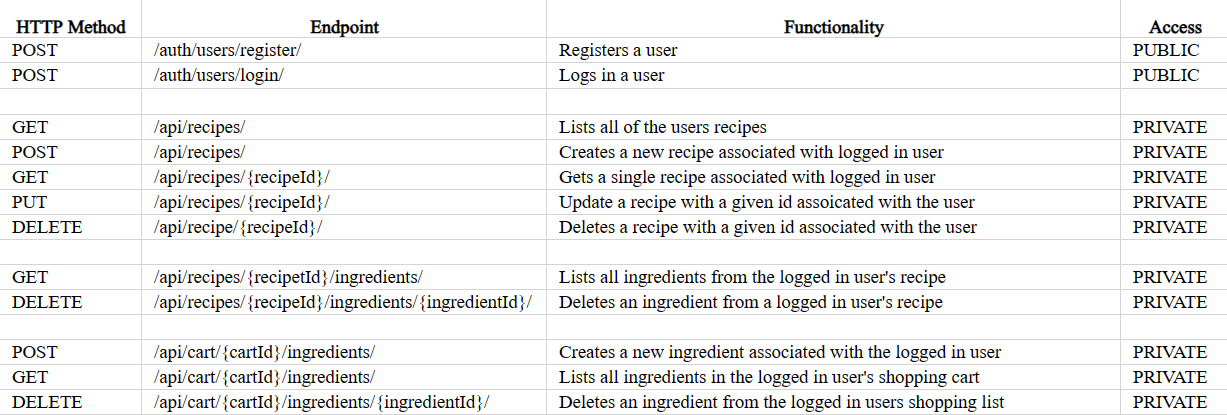 HTTP Method Endpoint Functionality Access
POST /auth/users/register/ Registers a user PUBLIC
POST /auth/users/login/ Logs in a user PUBLIC
GET /api/recipes/ Lists all of the users recipes PRIVATE
POST /api/recipes/ Creates a new recipe associated with logged in user PRIVATE
GET /api/recipes/{recipeId}/ Gets a single recipe associated with logged in user PRIVATE
PUT /api/recipes/{recipeId}/ Update a recipe with a given id assoicated with the user PRIVATE
DELETE /api/recipe/{recipeId}/ Deletes a recipe with a given id associated with the user PRIVATE
GET /api/recipes/{recipetId}/ingredients/ Lists all ingredients from the logged in user's recipe PRIVATE
DELETE /api/recipes/{recipeId}/ingredients/{ingredientId}/ Deletes an ingredient from a logged in user's recipe PRIVATE
POST /api/cart/{cartId}/ingredients/ Creates a new ingredient associated with the logged in user PRIVATE
GET /api/cart/{cartId}/ingredients/ Lists all ingredients in the logged in user's shopping cart PRIVATE
DELETE /api/cart/{cartId}/ingredients/{ingredientId}/ Deletes an ingredient from the logged in users shopping list PRIVATE